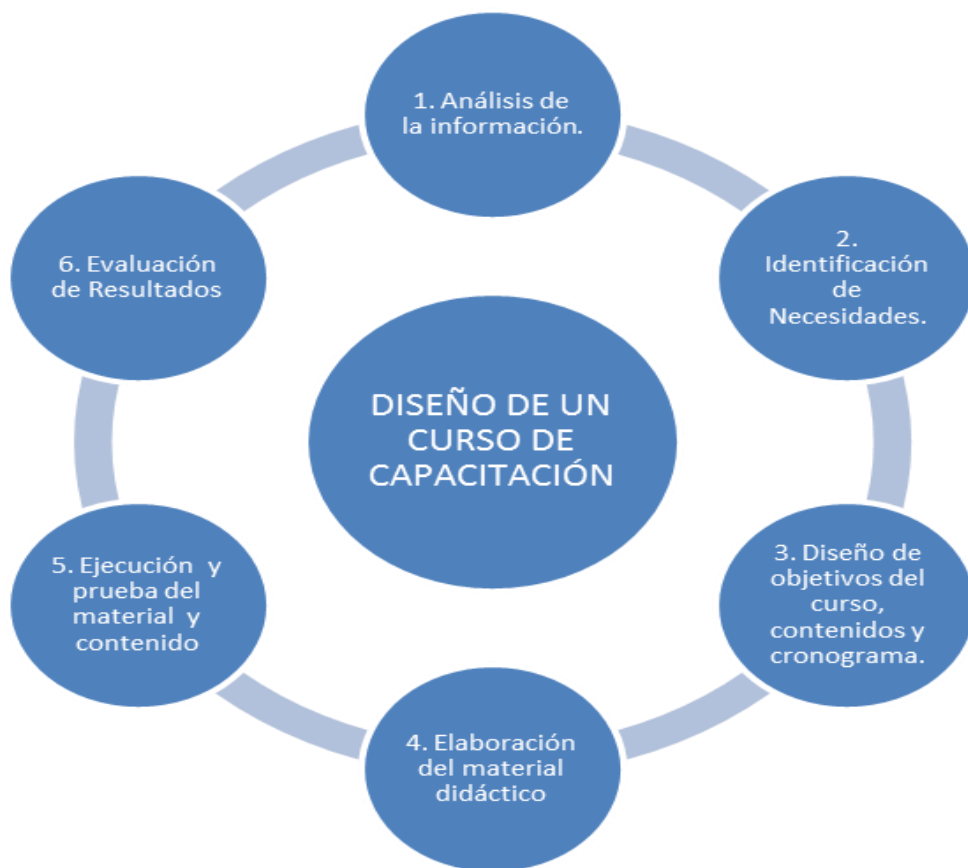 1. Análisis de
la información.
2.
Identificación
de
Necesidades.
3. Diseño de
objetivos del
curso,
contenidos y
cronograma.
4. Elaboración
del material
didáctico
5. Ejecución y
prueba del
material y
contenido
6. Evaluación
de Resultados
DISEÑO DE UN
CURSO DE
CAPACITACIÓN